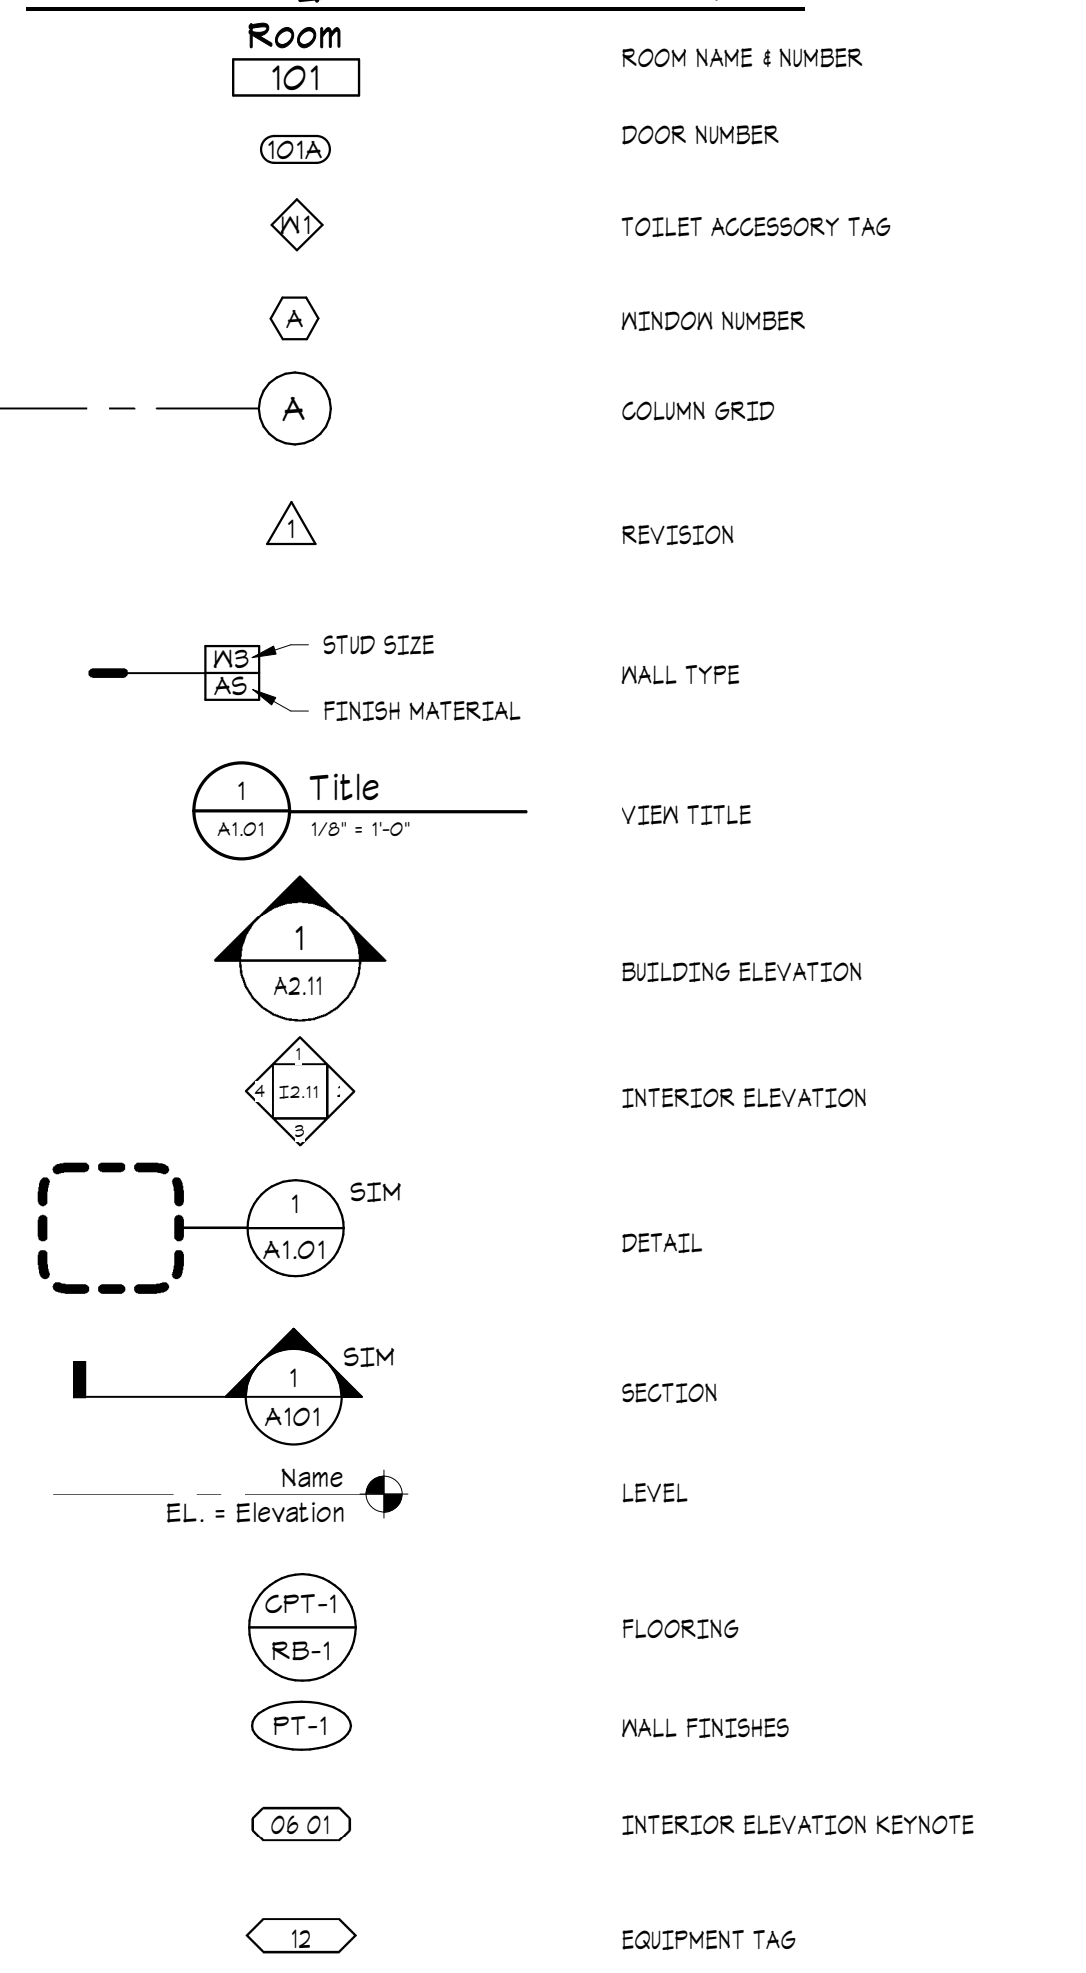 Room
101
ROOM NAME & NUMBER
101A
DOOR NUMBER
W1
TOILET ACCESSORY TAG
A
WINDOW NUMBER
A
COLUMN GRID
1
REVISION
W3
STUD SIZE
AS
FINISH MATERIAL
WALL TYPE
1
Title
A1.01
1/8" = 1'-0"
VIEW TITLE
1
A2.11
BUILDING ELEVATION
1
4 I2.11
3
INTERIOR ELEVATION
1
SIM
A1.01
DETAIL
1
SIM
A101
SECTION
Name
EL. = Elevation
LEVEL
CPT-1
RB-1
FLOORING
PT-1
WALL FINISHES
06 01
INTERIOR ELEVATION KEYNOTE
12
EQUIPMENT TAG